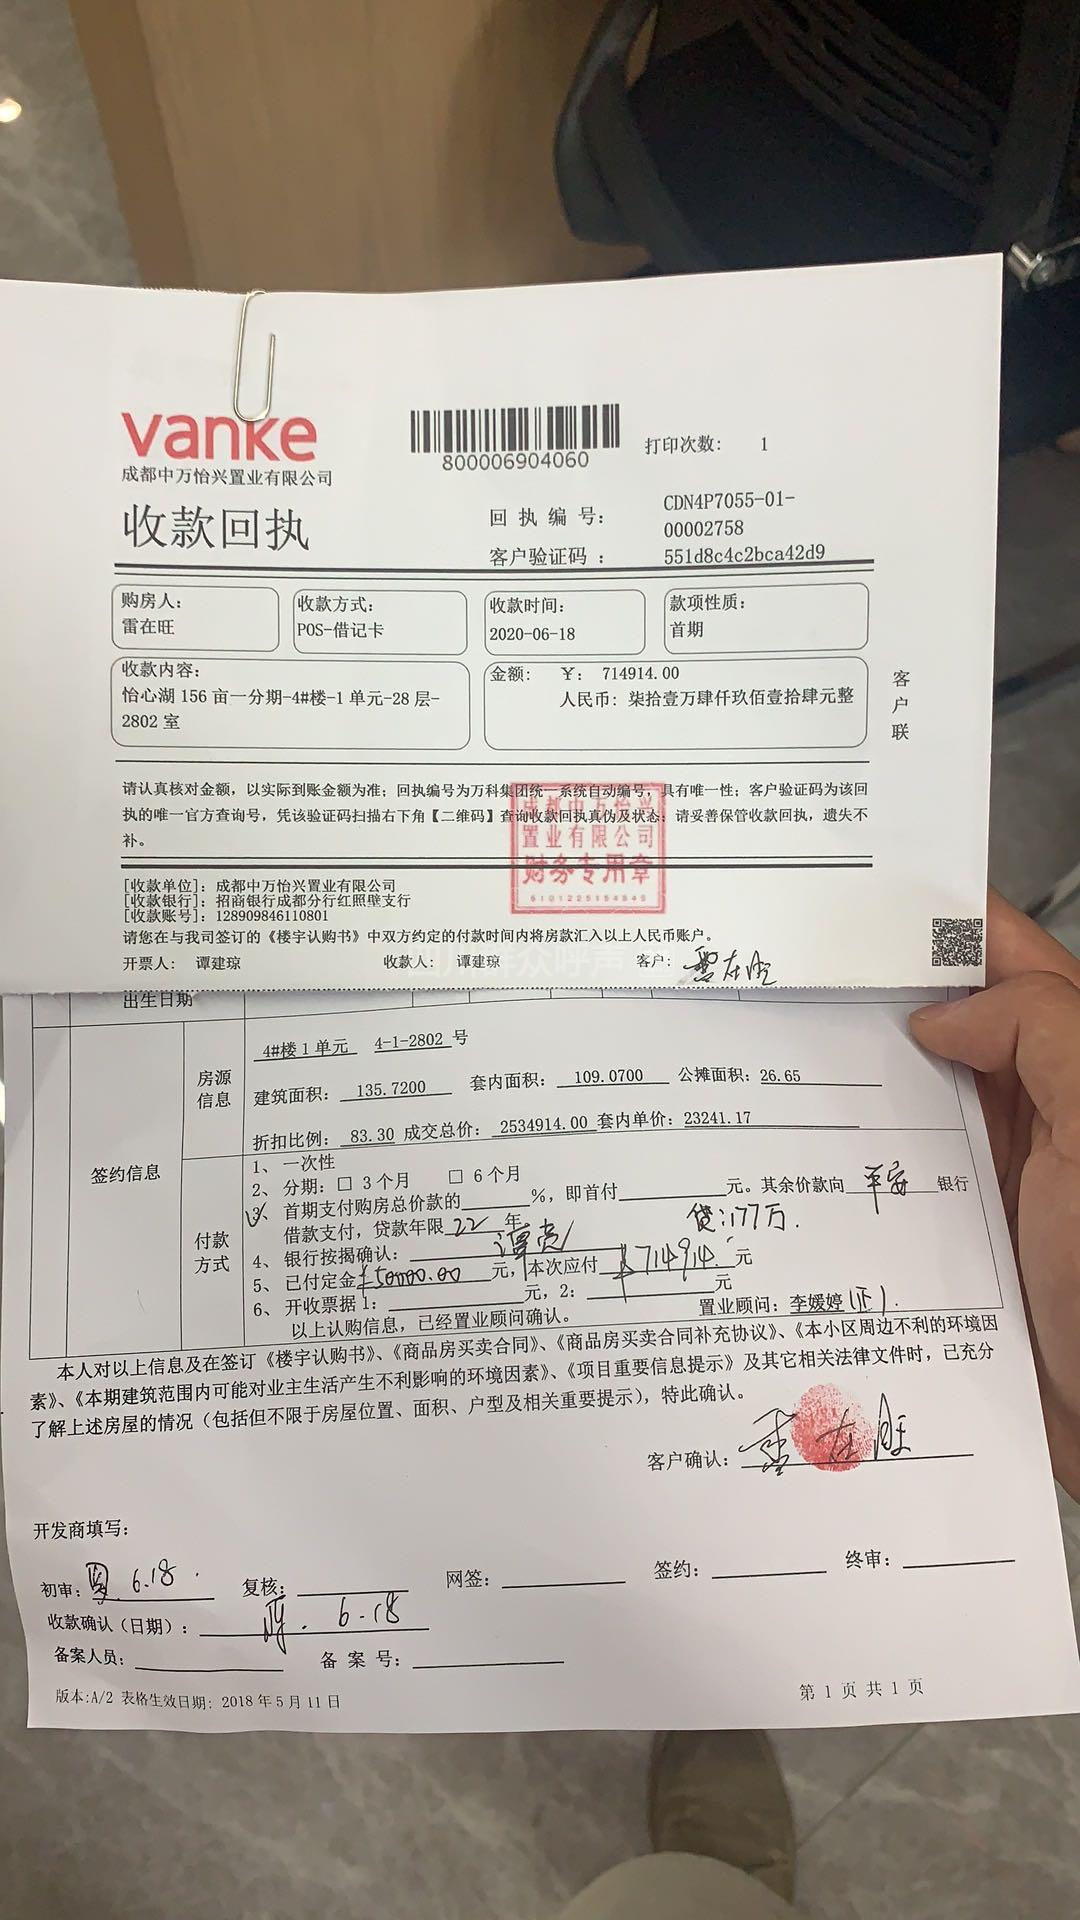 vanke
成都中万怡兴置业有限公司
收款回执
800006904060
打印次数： 1
回 执 编 号： CDN4P7055-01-
00002758
客户验证码 ： 551d8c4c2bca42d9
购房人：
雷在旺
收款方式：
POS-借记卡
收款时间：
2020-06-18
款项性质：
首期
收款内容：
怡心湖 156 亩一分期-4#楼-1 单元-28 层-
2802 室
金额： ￥： 714914.00
人民币：柒拾壹万肆仟玖佰壹拾肆元整
客户联
请认真核对金额，以实际到账金额为准；回执编号为万科集团统一系统自动编号，具有唯一性；客户验证码为该回
执的唯一官方查询号，凭该验证码扫描右下角【二维码】查询收款回执真伪及状态；请妥善保管收款回执，遗失不
补。
成都中万怡兴
置业有限公司
财务专用章
[收款单位]：成都中万怡兴置业有限公司
[收款银行]：招商银行成都分行红照壁支行
[收款账号]：128909846110801
请您在与我司签订的《楼宇认购书》中双方约定的付款时间内将房款汇入以上人民币账户。
开票人： 谭建琼 收款人： 谭建琼 客户： 雷在旺
四川群众呼声
出生日期
签约信息
房源
信息
4#楼 1 单元 4-1-2802 号
建筑面积： 135.7200 套内面积： 109.0700 公摊面积：26.65
折扣比例： 83.30 成交总价： 2534914.00 套内单价：23241.17
付款
方式
1、 一次性
2、 分期：□ 3 个月 □ 6 个月
3、 首期支付购房总价款的 %，即首付 元。其余价款向 平安 银行
借款支付，贷款年限 22 年 贷:177万.
4、 银行按揭确认：
5、 已付定金 ¥50000.00 元，本次应付 ¥714914. 元
6、 开收票据 1： 元，2： 元
以上认购信息，已经置业顾问确认。 置业顾问：李媛婷(正).
本人对以上信息及在签订《楼宇认购书》、《商品房买卖合同》、《商品房买卖合同补充协议》、《本小区周边不利的环境因
素》、《本期建筑范围内可能对业主生活产生不利影响的环境因素》、《项目重要信息提示》及其它相关法律文件时，已充分
了解上述房屋的情况（包括但不限于房屋位置、面积、户型及相关重要提示），特此确认。
客户确认： 雷在旺
开发商填写：
初审： 6.18. 复核： 网签： 签约： 终审：
收款确认（日期）： 6.18
备案人员： 备 案 号：
版本:A/2 表格生效日期：2018 年 5 月 11 日
第 1 页 共 1 页